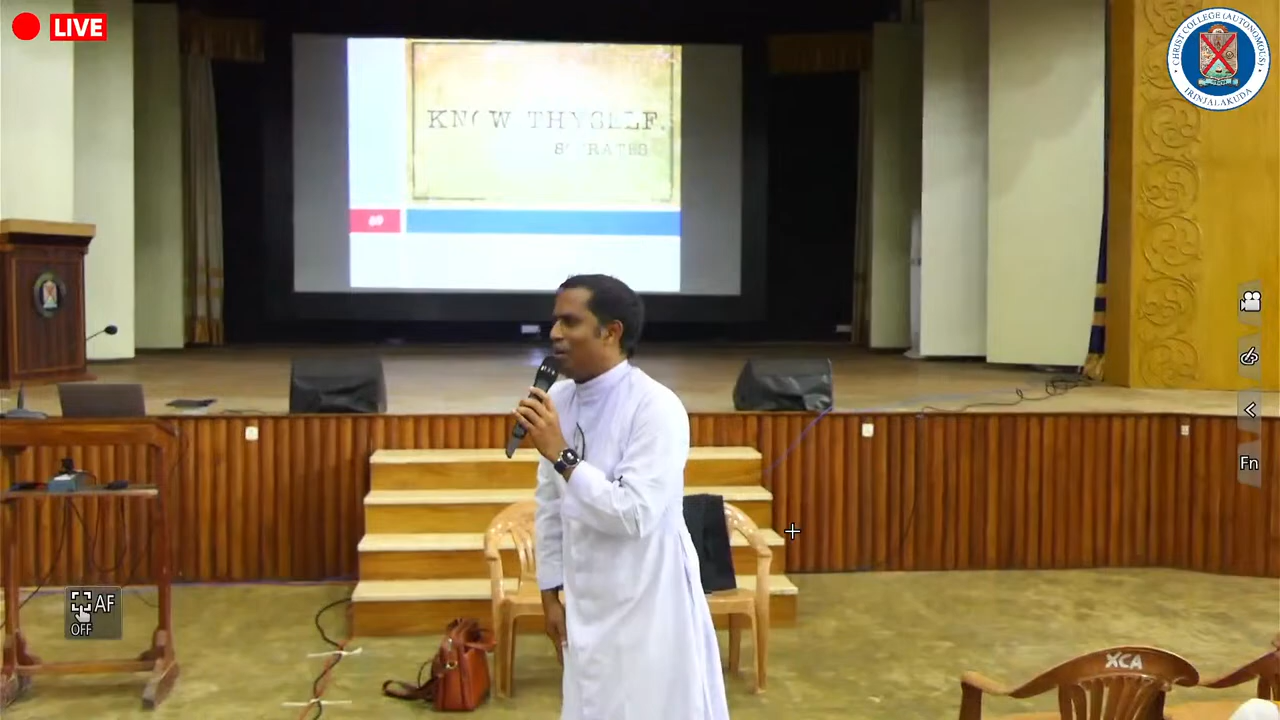 LIVE
CHRIST COLLEGE (AUTONOMOUS)
IRINJALAKUDA
KNOW THYSELF.
SOCRATES
AF
OFF
Fn
XCA